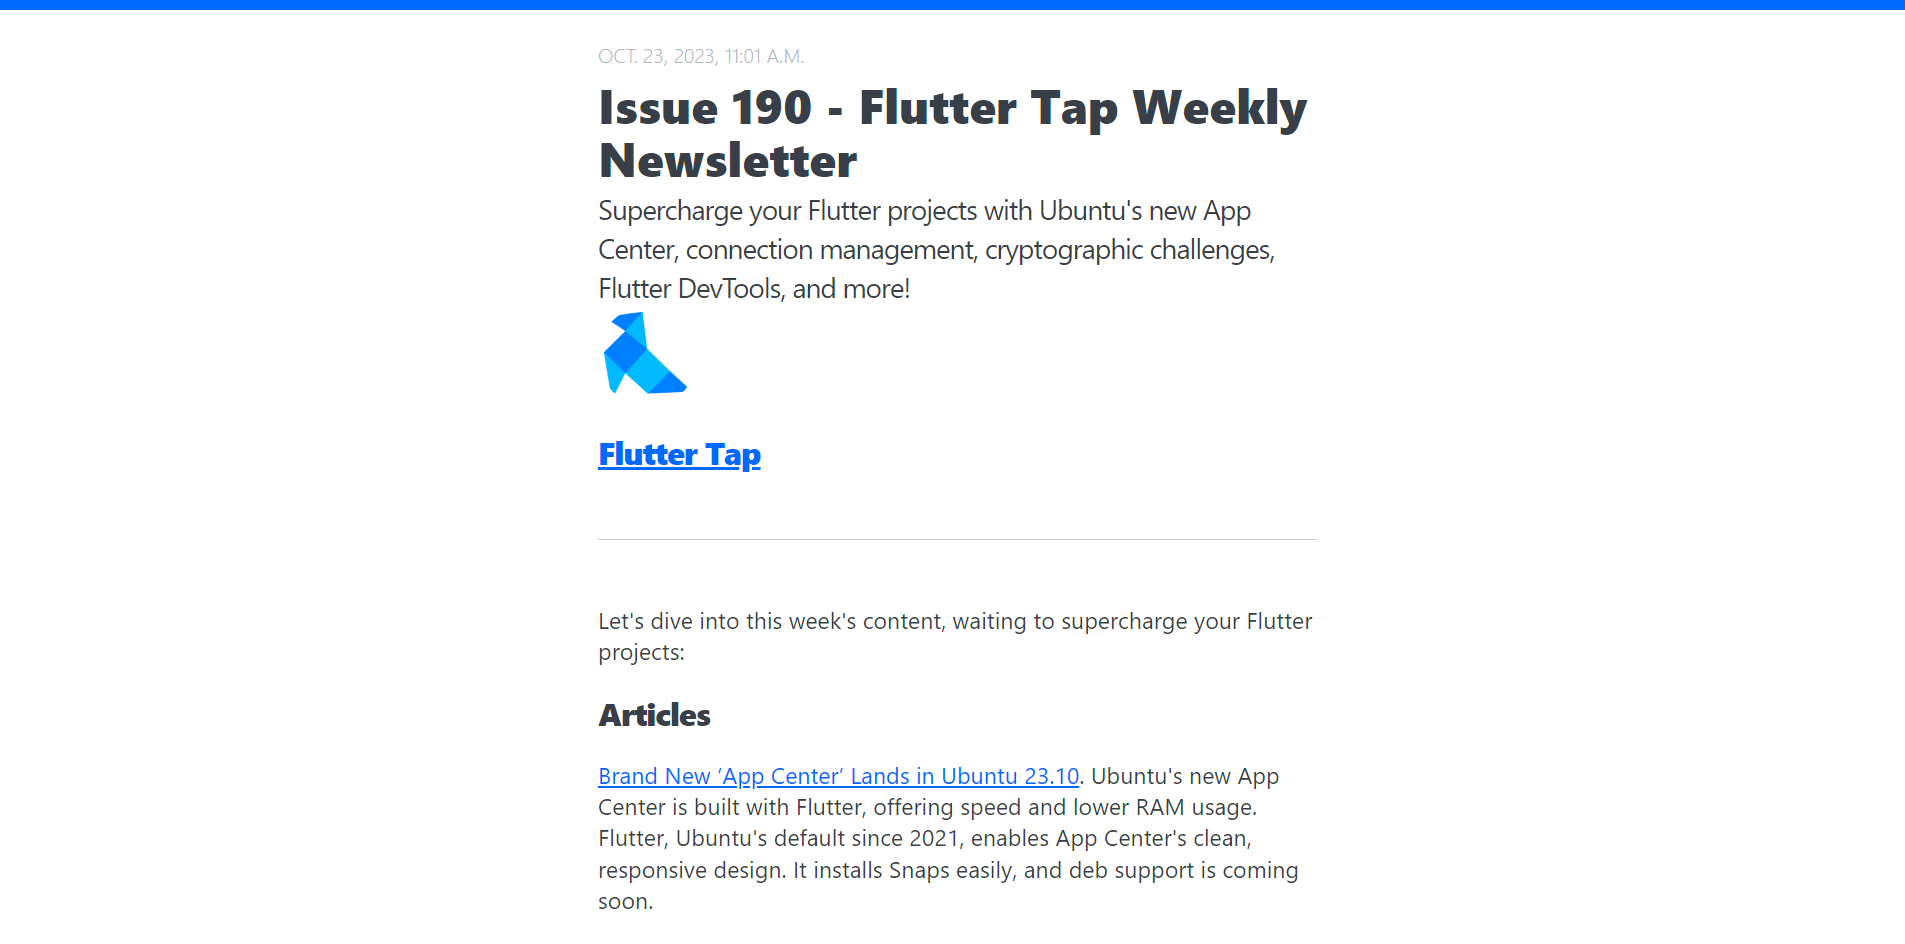 OCT. 23, 2023, 11:01 A.M.
Issue 190 - Flutter Tap Weekly
Newsletter
Supercharge your Flutter projects with Ubuntu's new App
Center, connection management, cryptographic challenges,
Flutter DevTools, and more!
Flutter Tap
Let's dive into this week's content, waiting to supercharge your Flutter
projects:
Articles
Brand New ‘App Center’ Lands in Ubuntu 23.10. Ubuntu's new App
Center is built with Flutter, offering speed and lower RAM usage.
Flutter, Ubuntu's default since 2021, enables App Center's clean,
responsive design. It installs Snaps easily, and deb support is coming
soon.